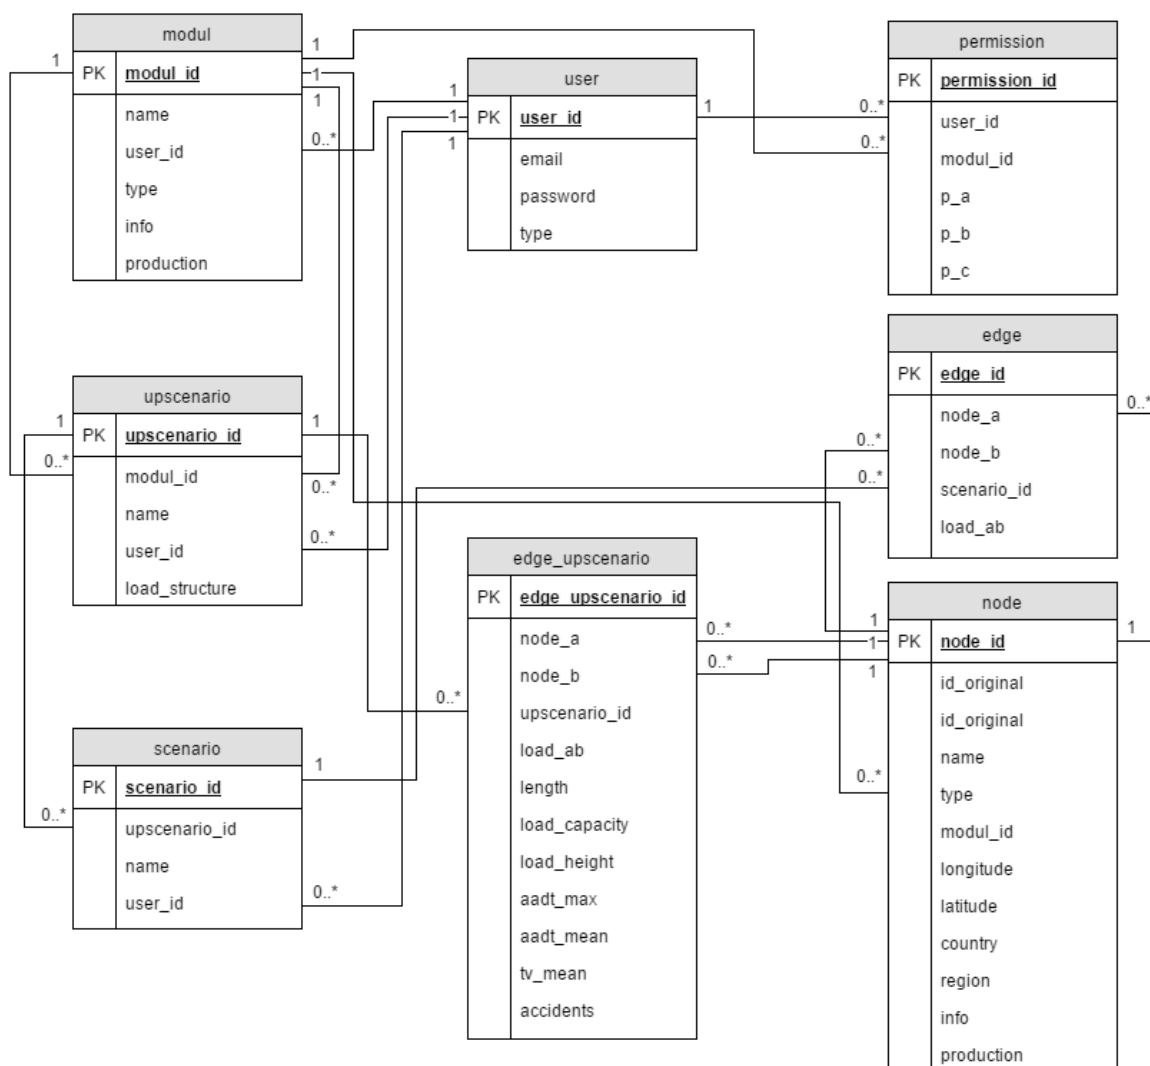 modul
PK modul_id
name
user_id
type
info
production
1
1
1
1
0..*
user
PK user_id
email
password
type
1
1
1
1
permission
PK permission_id
user_id
modul_id
p_a
p_b
p_c
0..*
0..*
upscenario
PK upscenario_id
modul_id
name
user_id
load_structure
1
0..*
1
0..*
0..*
edge
PK edge_id
node_a
node_b
scenario_id
load_ab
0..*
0..*
0..*
edge_upscenario
PK edge_upscenario_id
node_a
node_b
upscenario_id
load_ab
length
load_capacity
load_height
aadt_max
aadt_mean
tv_mean
accidents
0..*
0..*
0..*
node
PK node_id
id_original
id_original
name
type
modul_id
longitude
latitude
country
region
info
production
1
1
1
1
0..*
scenario
PK scenario_id
upscenario_id
name
user_id
1
0..*
0..*